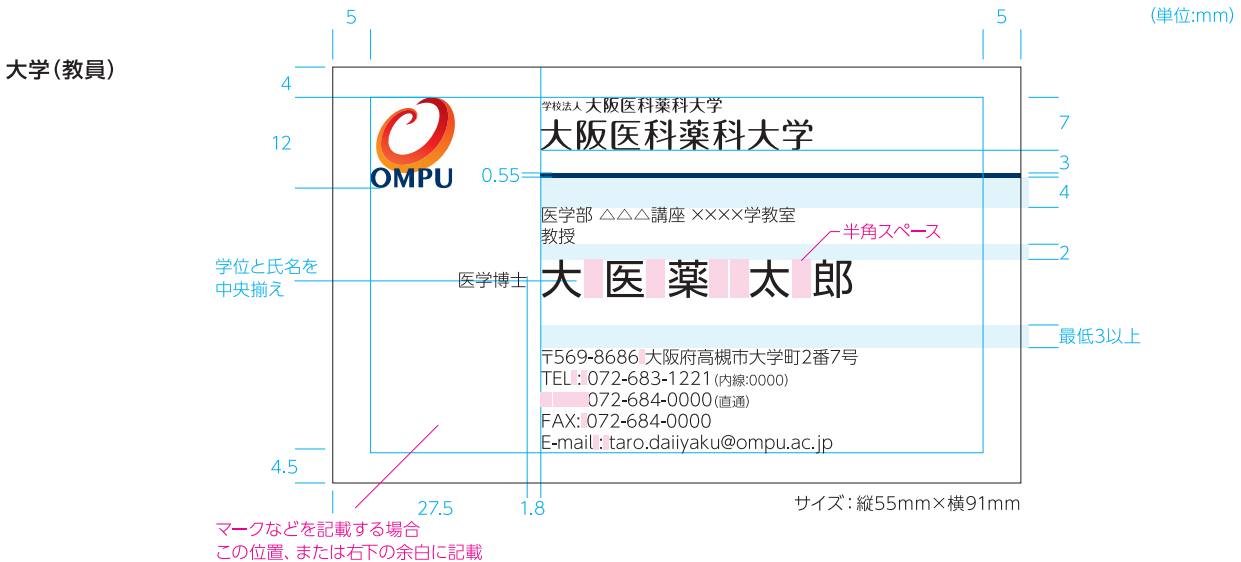 (単位:mm)
5
5
大学(教員)
4
12
7
3
4
2
0.55
OMPU
学校法人 大阪医科薬科大学
大阪医科薬科大学
医学部 △△△講座 ××××学教室
教授
半角スペース
学位と氏名を
中央揃え
医学博士
大 医 薬 太 郎
最低3以上
〒569-8686 大阪府高槻市大学町2番7号
TEL : 072-683-1221(内線:0000)
072-684-0000(直通)
FAX: 072-684-0000
E-mail : taro.daiiyaku@ompu.ac.jp
4.5
27.5
1.8
サイズ：縦55mm×横91mm
マークなどを記載する場合
この位置、または右下の余白に記載